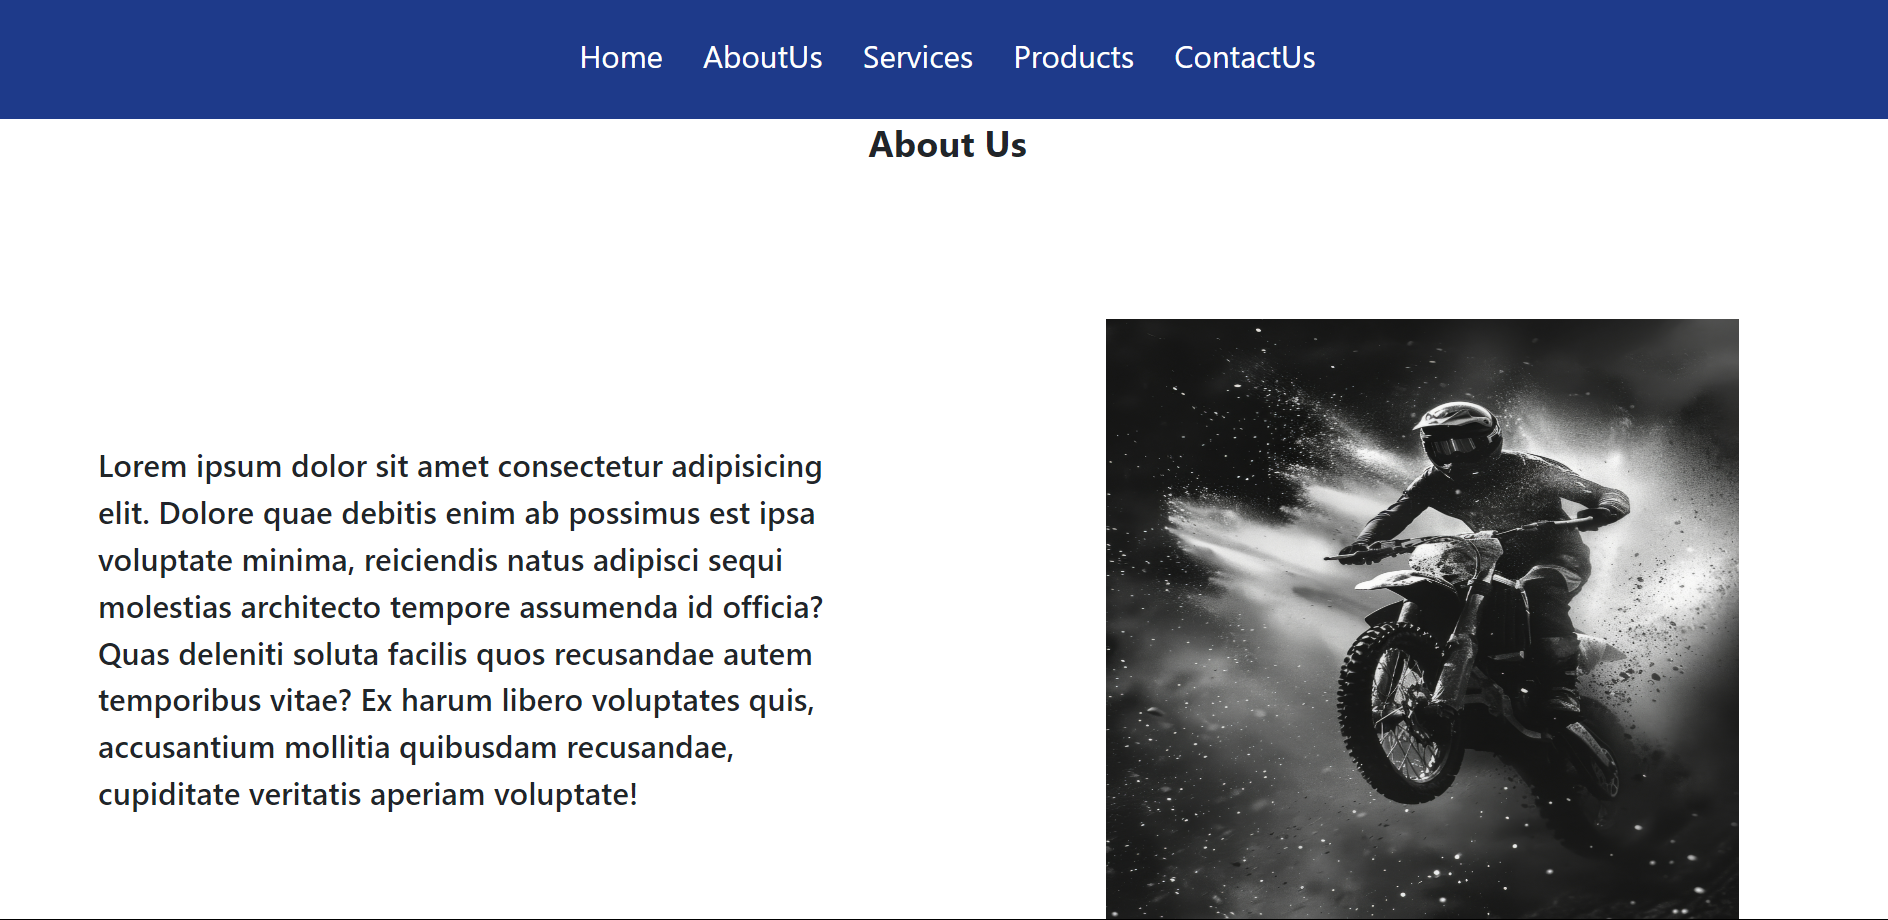 Home AboutUs Services Products ContactUs
About Us
Lorem ipsum dolor sit amet consectetur adipisicing
elit. Dolore quae debitis enim ab possimus est ipsa
voluptate minima, reiciendis natus adipisci sequi
molestias architecto tempore assumenda id officia?
Quas deleniti soluta facilis quos recusandae autem
temporibus vitae? Ex harum libero voluptates quis,
accusantium mollitia quibusdam recusandae,
cupiditate veritatis aperiam voluptate!